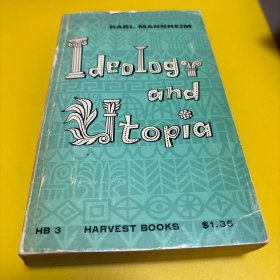 KARL MANNHEIM
Ideology
and
Utopia
HB 3 HARVEST BOOKS $1.35